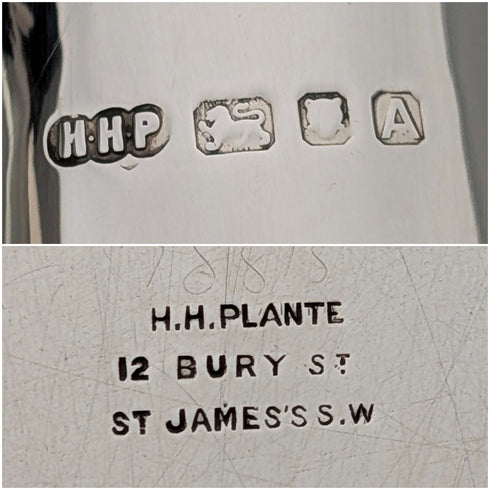 H·H·P A
H.H.PLANTE
12 BURY ST
ST JAMES'S S.W